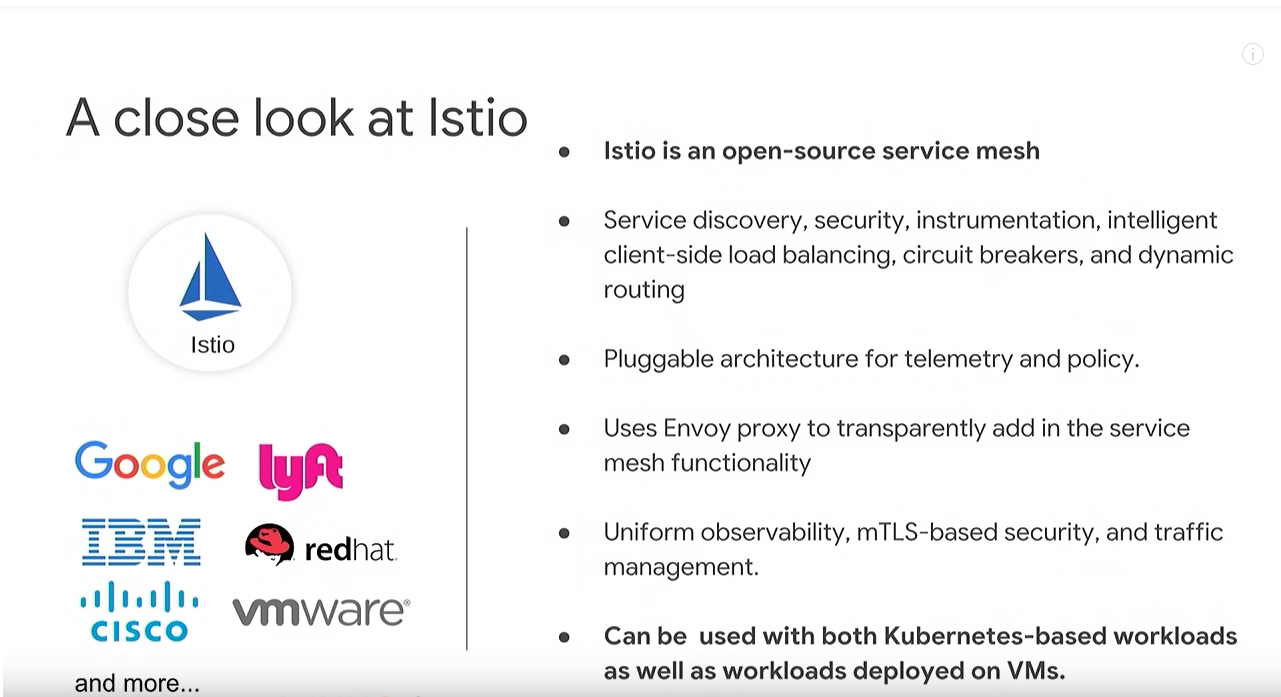 A close look at Istio
Istio
Google
lyft
IBM
redhat.
CISCO
vmware®
and more...
● Istio is an open-source service mesh
● Service discovery, security, instrumentation, intelligent
client-side load balancing, circuit breakers, and dynamic
routing
● Pluggable architecture for telemetry and policy.
● Uses Envoy proxy to transparently add in the service
mesh functionality
● Uniform observability, mTLS-based security, and traffic
management.
● Can be  used with both Kubernetes-based workloads
as well as workloads deployed on VMs.